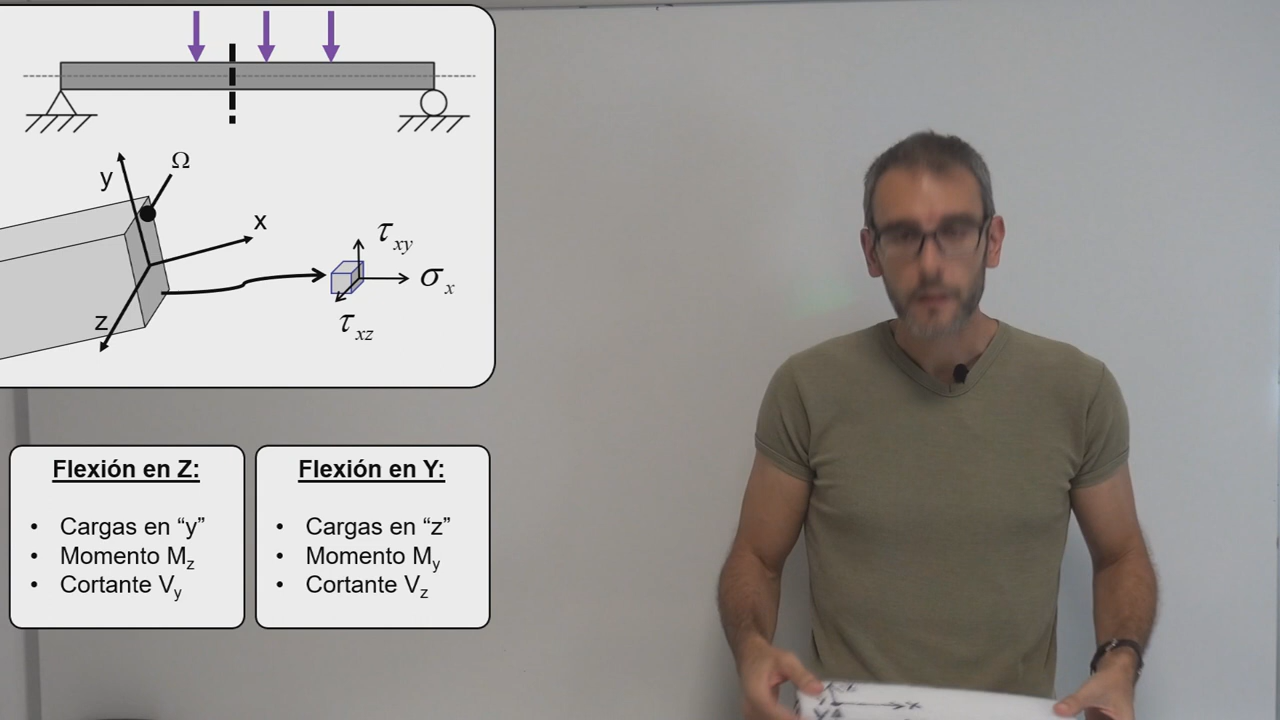 y
Ω
x
z
τxy
σx
τxz
Flexión en Z:
• Cargas en “y”
• Momento Mz
• Cortante Vy
Flexión en Y:
• Cargas en “z”
• Momento My
• Cortante Vz
x